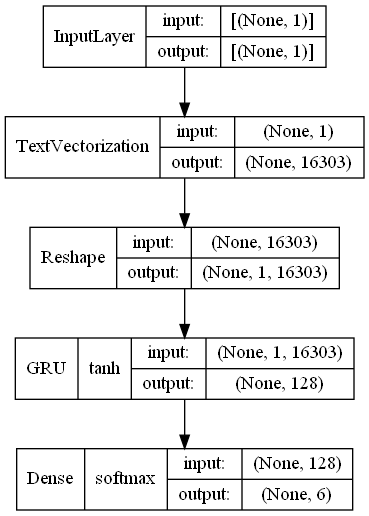 InputLayer input: [(None, 1)]
output: [(None, 1)]
TextVectorization input: (None, 1)
output: (None, 16303)
Reshape input: (None, 16303)
output: (None, 1, 16303)
GRU tanh input: (None, 1, 16303)
output: (None, 128)
Dense softmax input: (None, 128)
output: (None, 6)